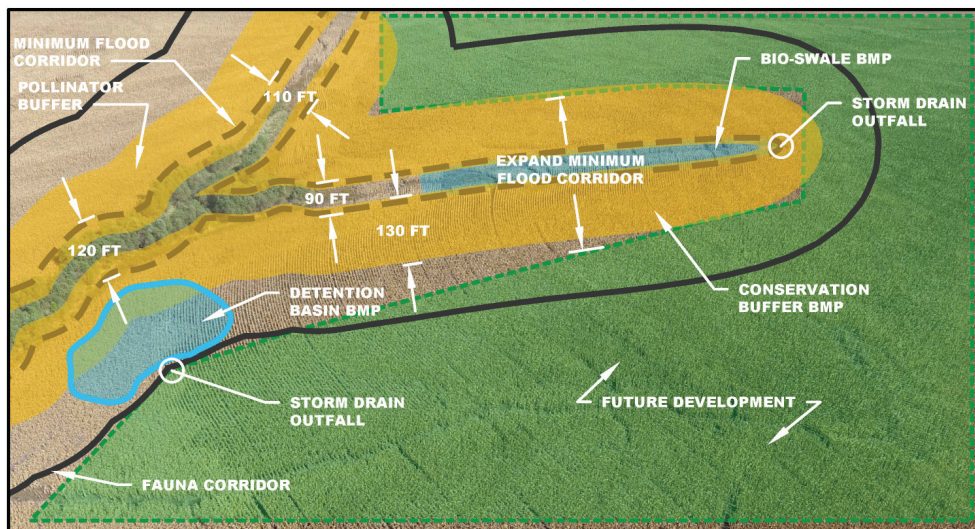 MINIMUM FLOOD
CORRIDOR
POLLINATOR
BUFFER
110 FT
BIO-SWALE BMP
STORM DRAIN
OUTFALL
EXPAND MINIMUM
FLOOD CORRIDOR
90 FT
130 FT
120 FT
DETENTION
BASIN BMP
CONSERVATION
BUFFER BMP
STORM DRAIN
OUTFALL
FUTURE DEVELOPMENT
FAUNA CORRIDOR